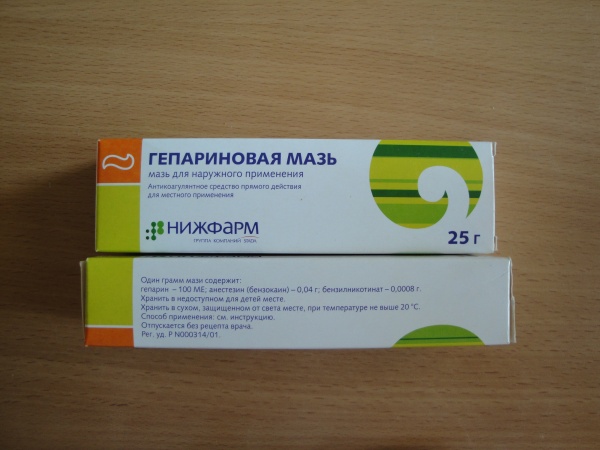 ГЕПАРИНОВАЯ МАЗЬ
мазь для наружного применения
Антикоагулянтное средство прямого действия
для местного применения
НИЖФАРМ
ГРУППА КОМПАНИЙ STADA
25 г
Один грамм мази содержит:
гепарин – 100 МЕ; анестезин (бензокаин) – 0,04 г; бензилникотинат – 0,0008 г.
Хранить в недоступном для детей месте.
Хранить в сухом, защищенном от света месте, при температуре не выше 20 °С.
Способ применения: см. инструкцию.
Отпускается без рецепта врача.
Рег. уд. Р N000314/01.